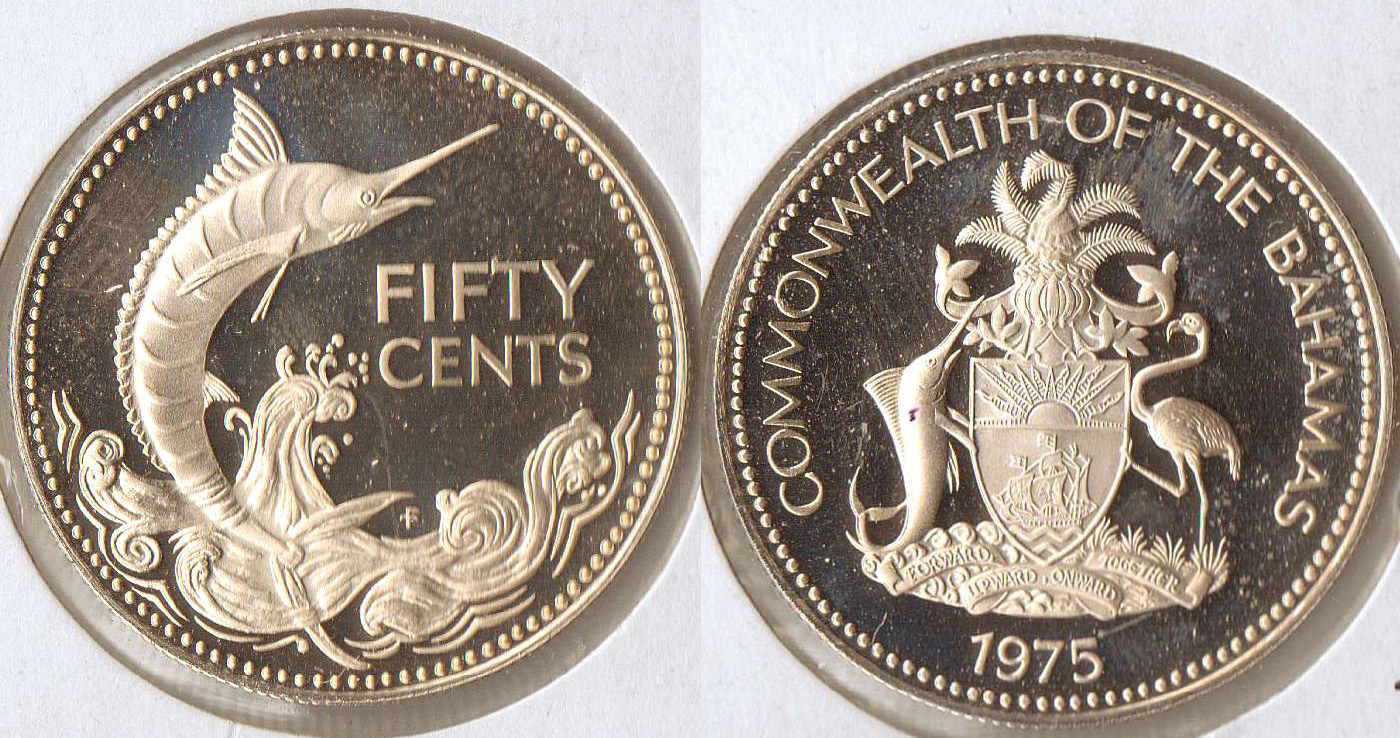 FIFTY
CENTS
COMMONWEALTH OF THE BAHAMAS
FORWARD, UPWARD, ONWARD TOGETHER
1975